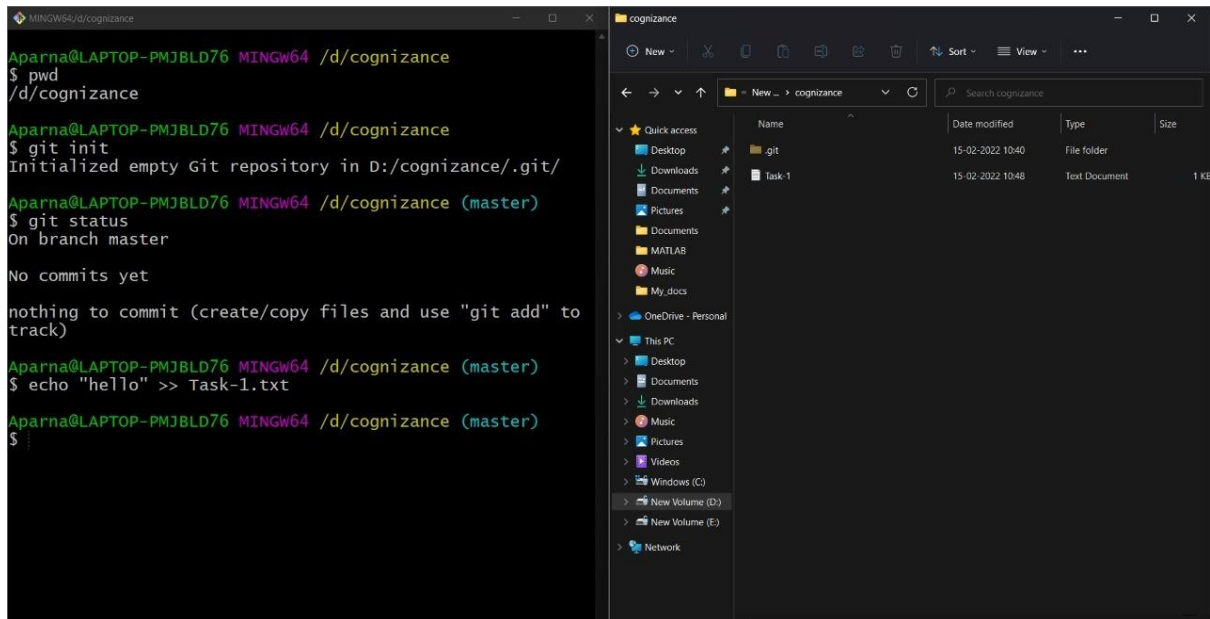 MINGW64:/d/cognizance
Aparna@LAPTOP-PMJBLD76 MINGW64 /d/cognizance
$ pwd
/d/cognizance
Aparna@LAPTOP-PMJBLD76 MINGW64 /d/cognizance
$ git init
Initialized empty Git repository in D:/cognizance/.git/
Aparna@LAPTOP-PMJBLD76 MINGW64 /d/cognizance (master)
$ git status
On branch master
No commits yet
nothing to commit (create/copy files and use "git add" to
track)
Aparna@LAPTOP-PMJBLD76 MINGW64 /d/cognizance (master)
$ echo "hello" >> Task-1.txt
Aparna@LAPTOP-PMJBLD76 MINGW64 /d/cognizance (master)
$
cognizance
New Sort View
New ... cognizance Search cognizance
Name Date modified Type Size
.git 15-02-2022 10:40 File folder
Task-1 15-02-2022 10:48 Text Document 1 KB
Quick access
Desktop
Downloads
Documents
Pictures
Documents
MATLAB
Music
My_docs
OneDrive - Personal
This PC
Desktop
Documents
Downloads
Music
Pictures
Videos
Windows (C:)
New Volume (D:)
New Volume (E:)
Network